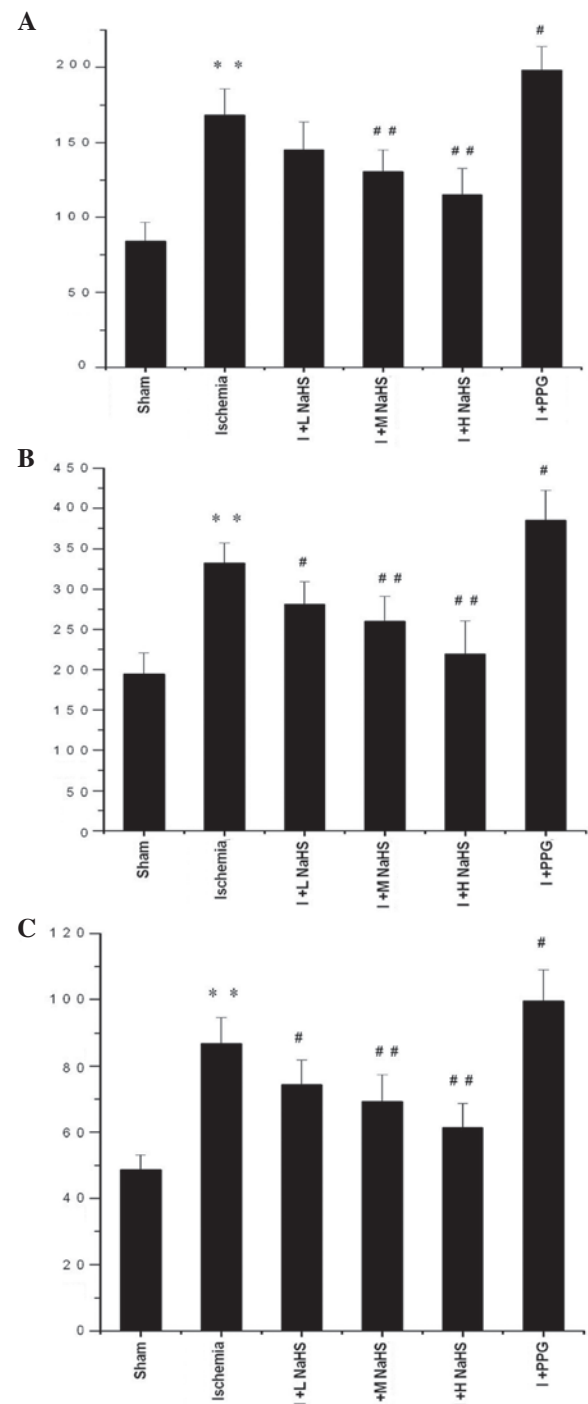 A
200
150
100
50
0
* *
# #
# #
#
Sham
Ischemia
I +L NaHS
I +M NaHS
I +H NaHS
I +PPG
B
450
400
350
300
250
200
150
100
50
0
* *
#
# #
# #
#
Sham
Ischemia
I +L NaHS
I +M NaHS
I +H NaHS
I +PPG
C
120
100
80
60
40
20
0
* *
#
# #
# #
#
Sham
Ischemia
I +L NaHS
+M NaHS
+H NaHS
I +PPG